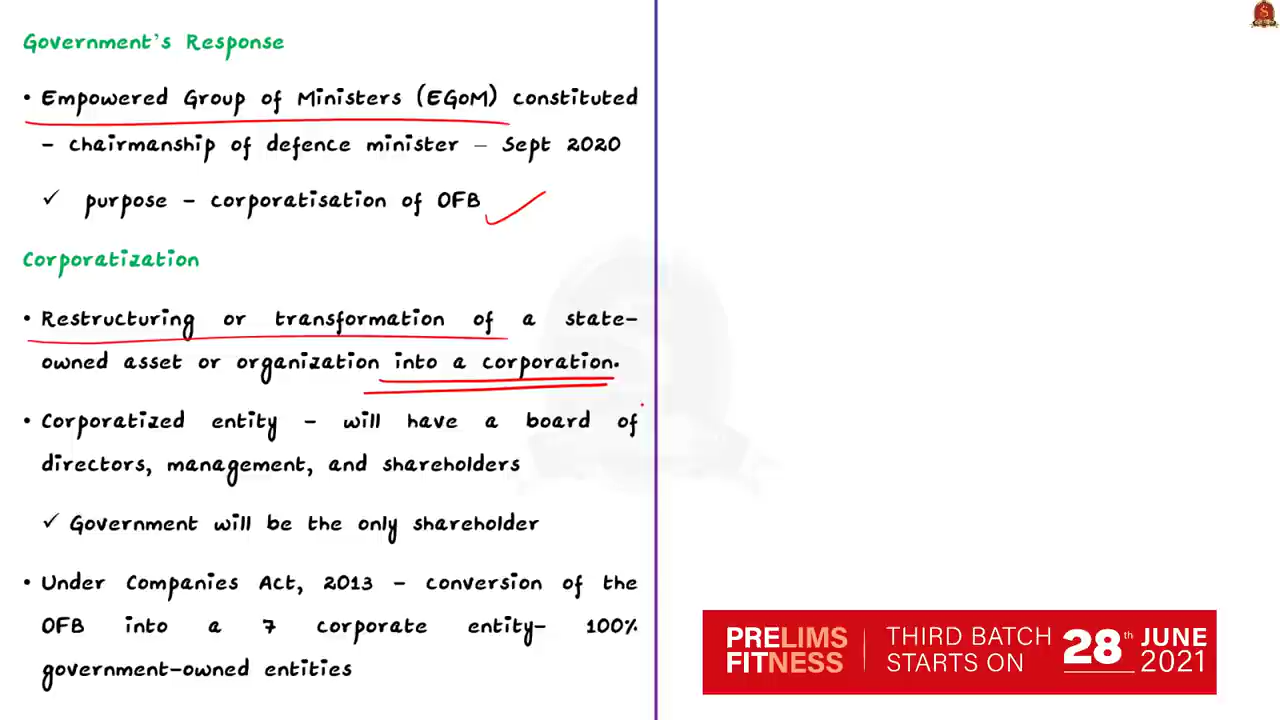 Government's Response
• Empowered Group of Ministers (EGoM) constituted
- chairmanship of defence minister – Sept 2020
✓ purpose - corporatisation of OFB
Corporatization
• Restructuring or transformation of a state-
owned asset or organization into a corporation.
• Corporatized entity - will have a board of
directors, management, and shareholders
✓ Government will be the only shareholder
• Under Companies Act, 2013 - conversion of the
OFB into a 7 corporate entity- 100%
government-owned entities
PRELIMS
FITNESS
THIRD BATCH
STARTS ON
28th
JUNE
2021